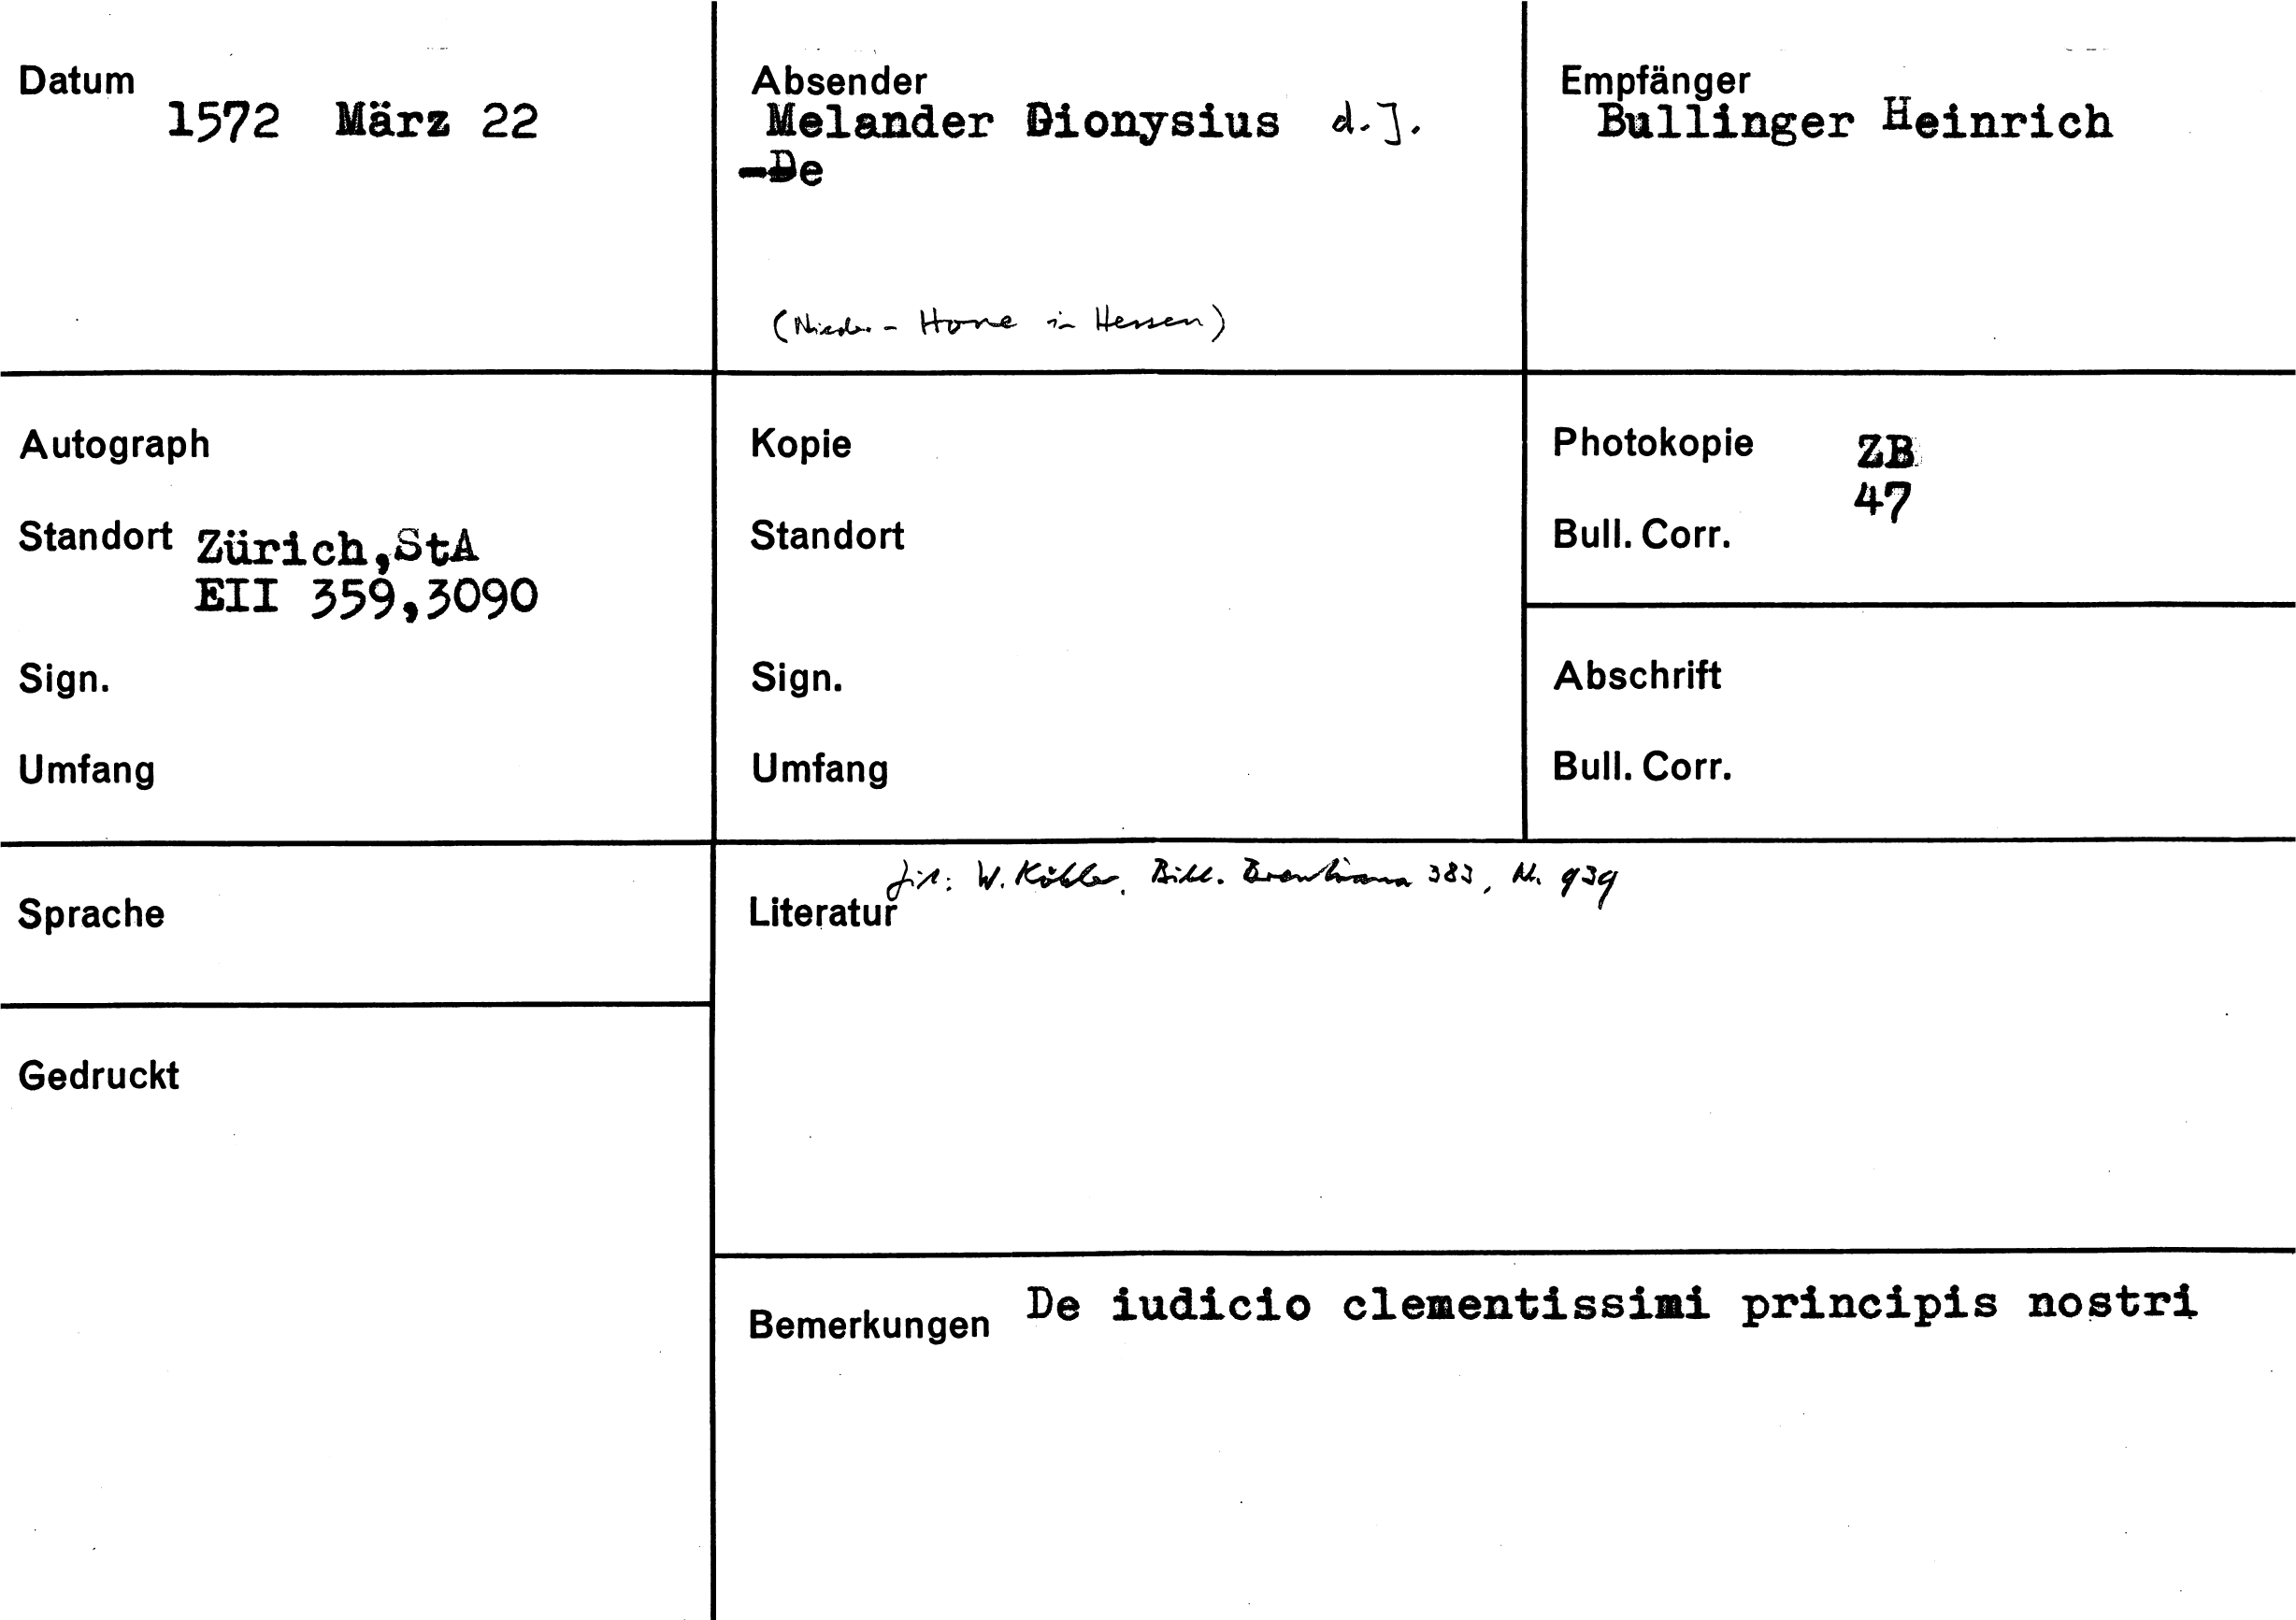 Datum
1572 März 22
Absender
Melander Dionysius d. J.
-De
(Nieder-Hone in Hessen)
Empfänger
Bullinger Heinrich
Autograph
Standort Zürich,StA
EII 359,3090
Sign.
Umfang
Kopie
Standort
Sign.
Umfang
Photokopie ZB
47
Bull. Corr.
Abschrift
Bull. Corr.
Sprache
Gedruckt
W. Köhler, Bibl. Brentiana 383, Nr. 939
Literatur
Bemerkungen De iudicio clementissimi principis nostri